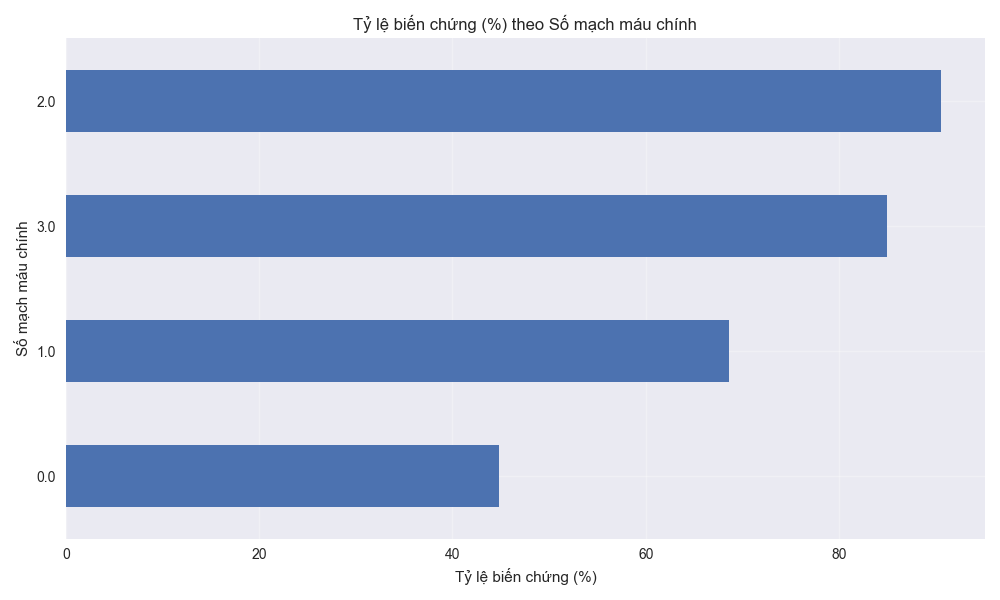 Tỷ lệ biến chứng (%) theo Số mạch máu chính
Số mạch máu chính
2.0
3.0
1.0
0.0
0 20 40 60 80
Tỷ lệ biến chứng (%)